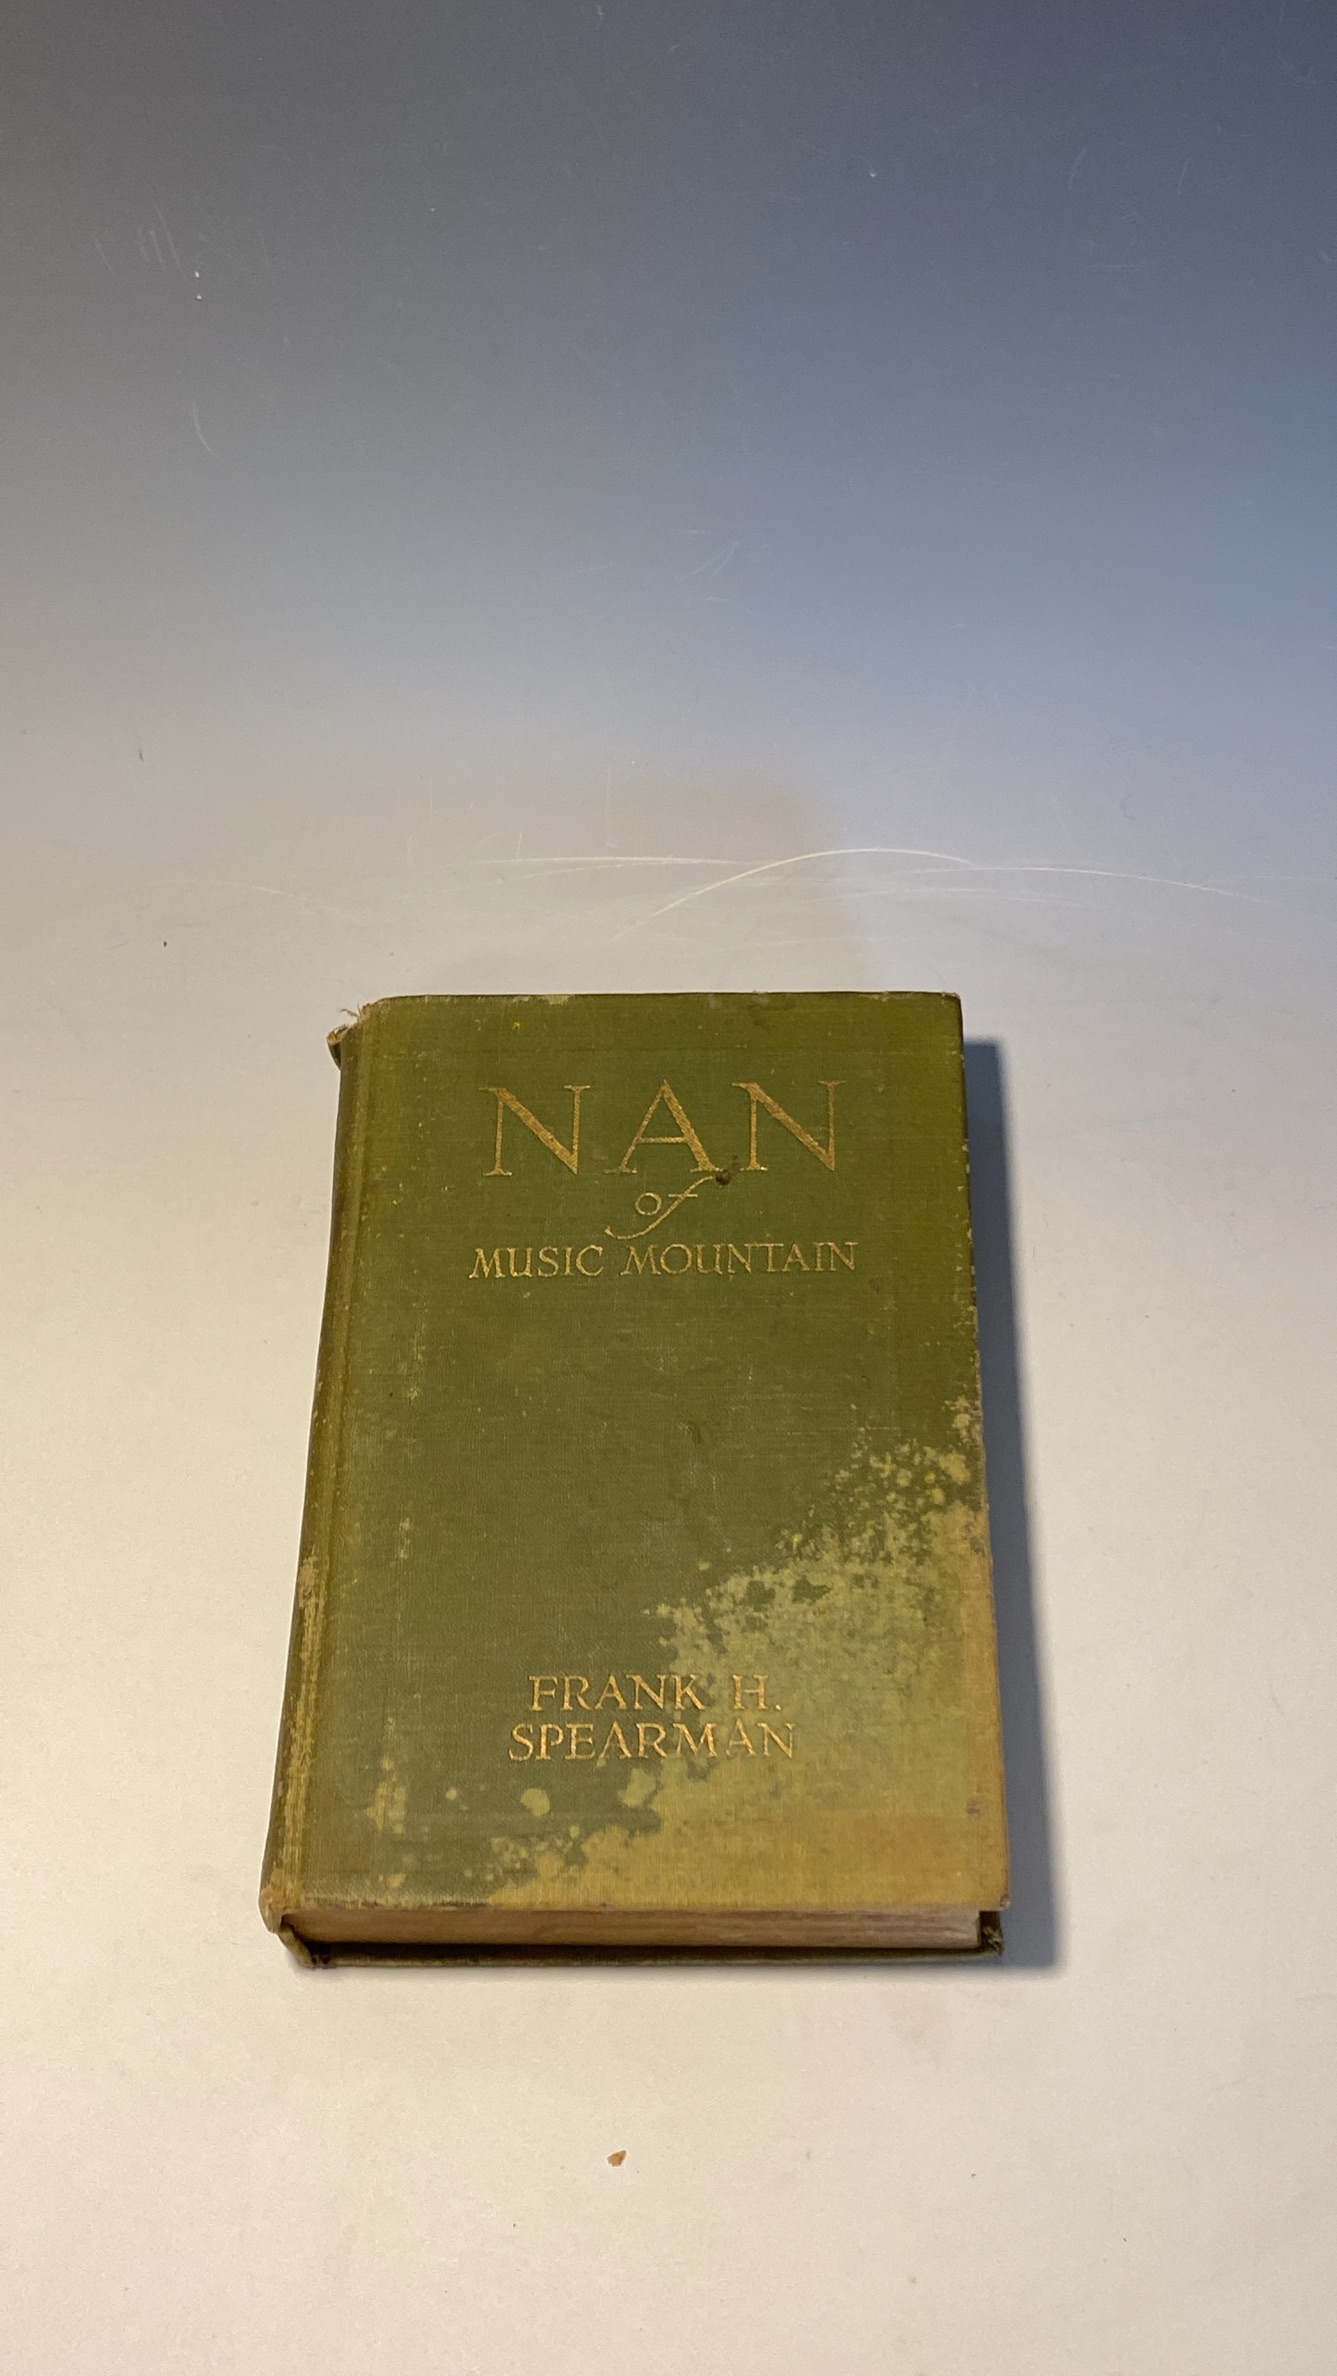 NAN
of
MUSIC MOUNTAIN
FRANK H.
SPEARMAN